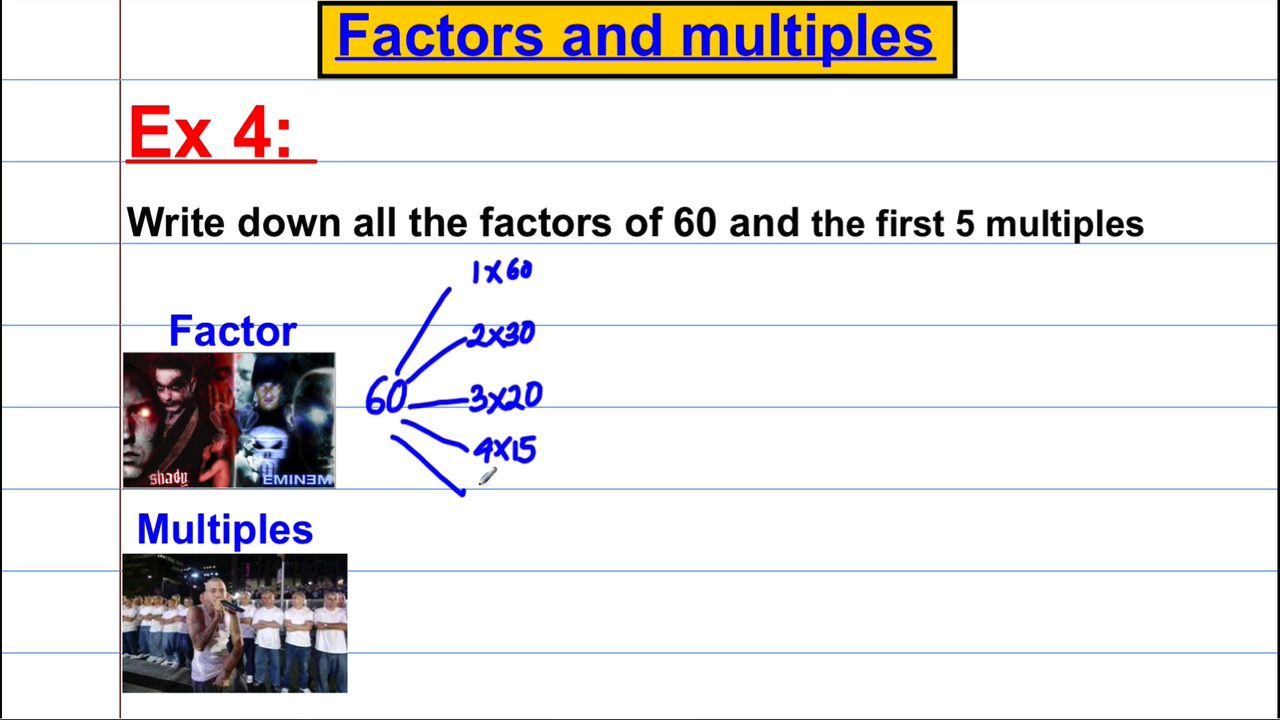 Factors and multiples
Ex 4:
Write down all the factors of 60 and the first 5 multiples
1x60
Factor
2x30
60
3x20
4x15
shady
EMINƎM
Multiples